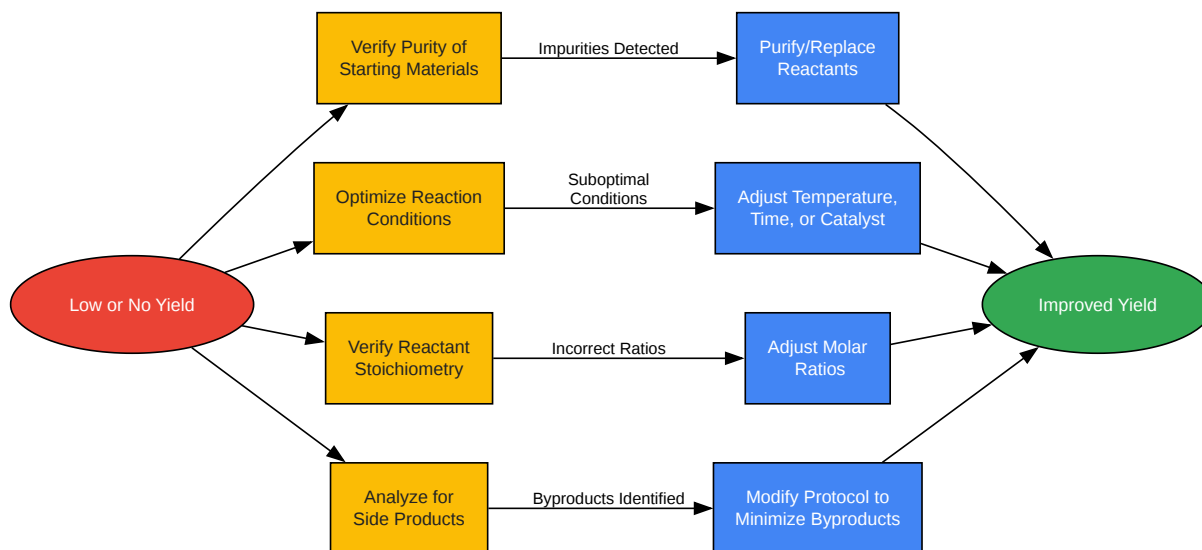 Verify Purity of
Starting Materials
Impurities Detected
Purify/Replace
Reactants
Optimize Reaction
Conditions
Suboptimal
Conditions
Adjust Temperature,
Time, or Catalyst
Low or No Yield
Improved Yield
Verify Reactant
Stoichiometry
Incorrect Ratios
Adjust Molar
Ratios
Analyze for
Side Products
Byproducts Identified
Modify Protocol to
Minimize Byproducts